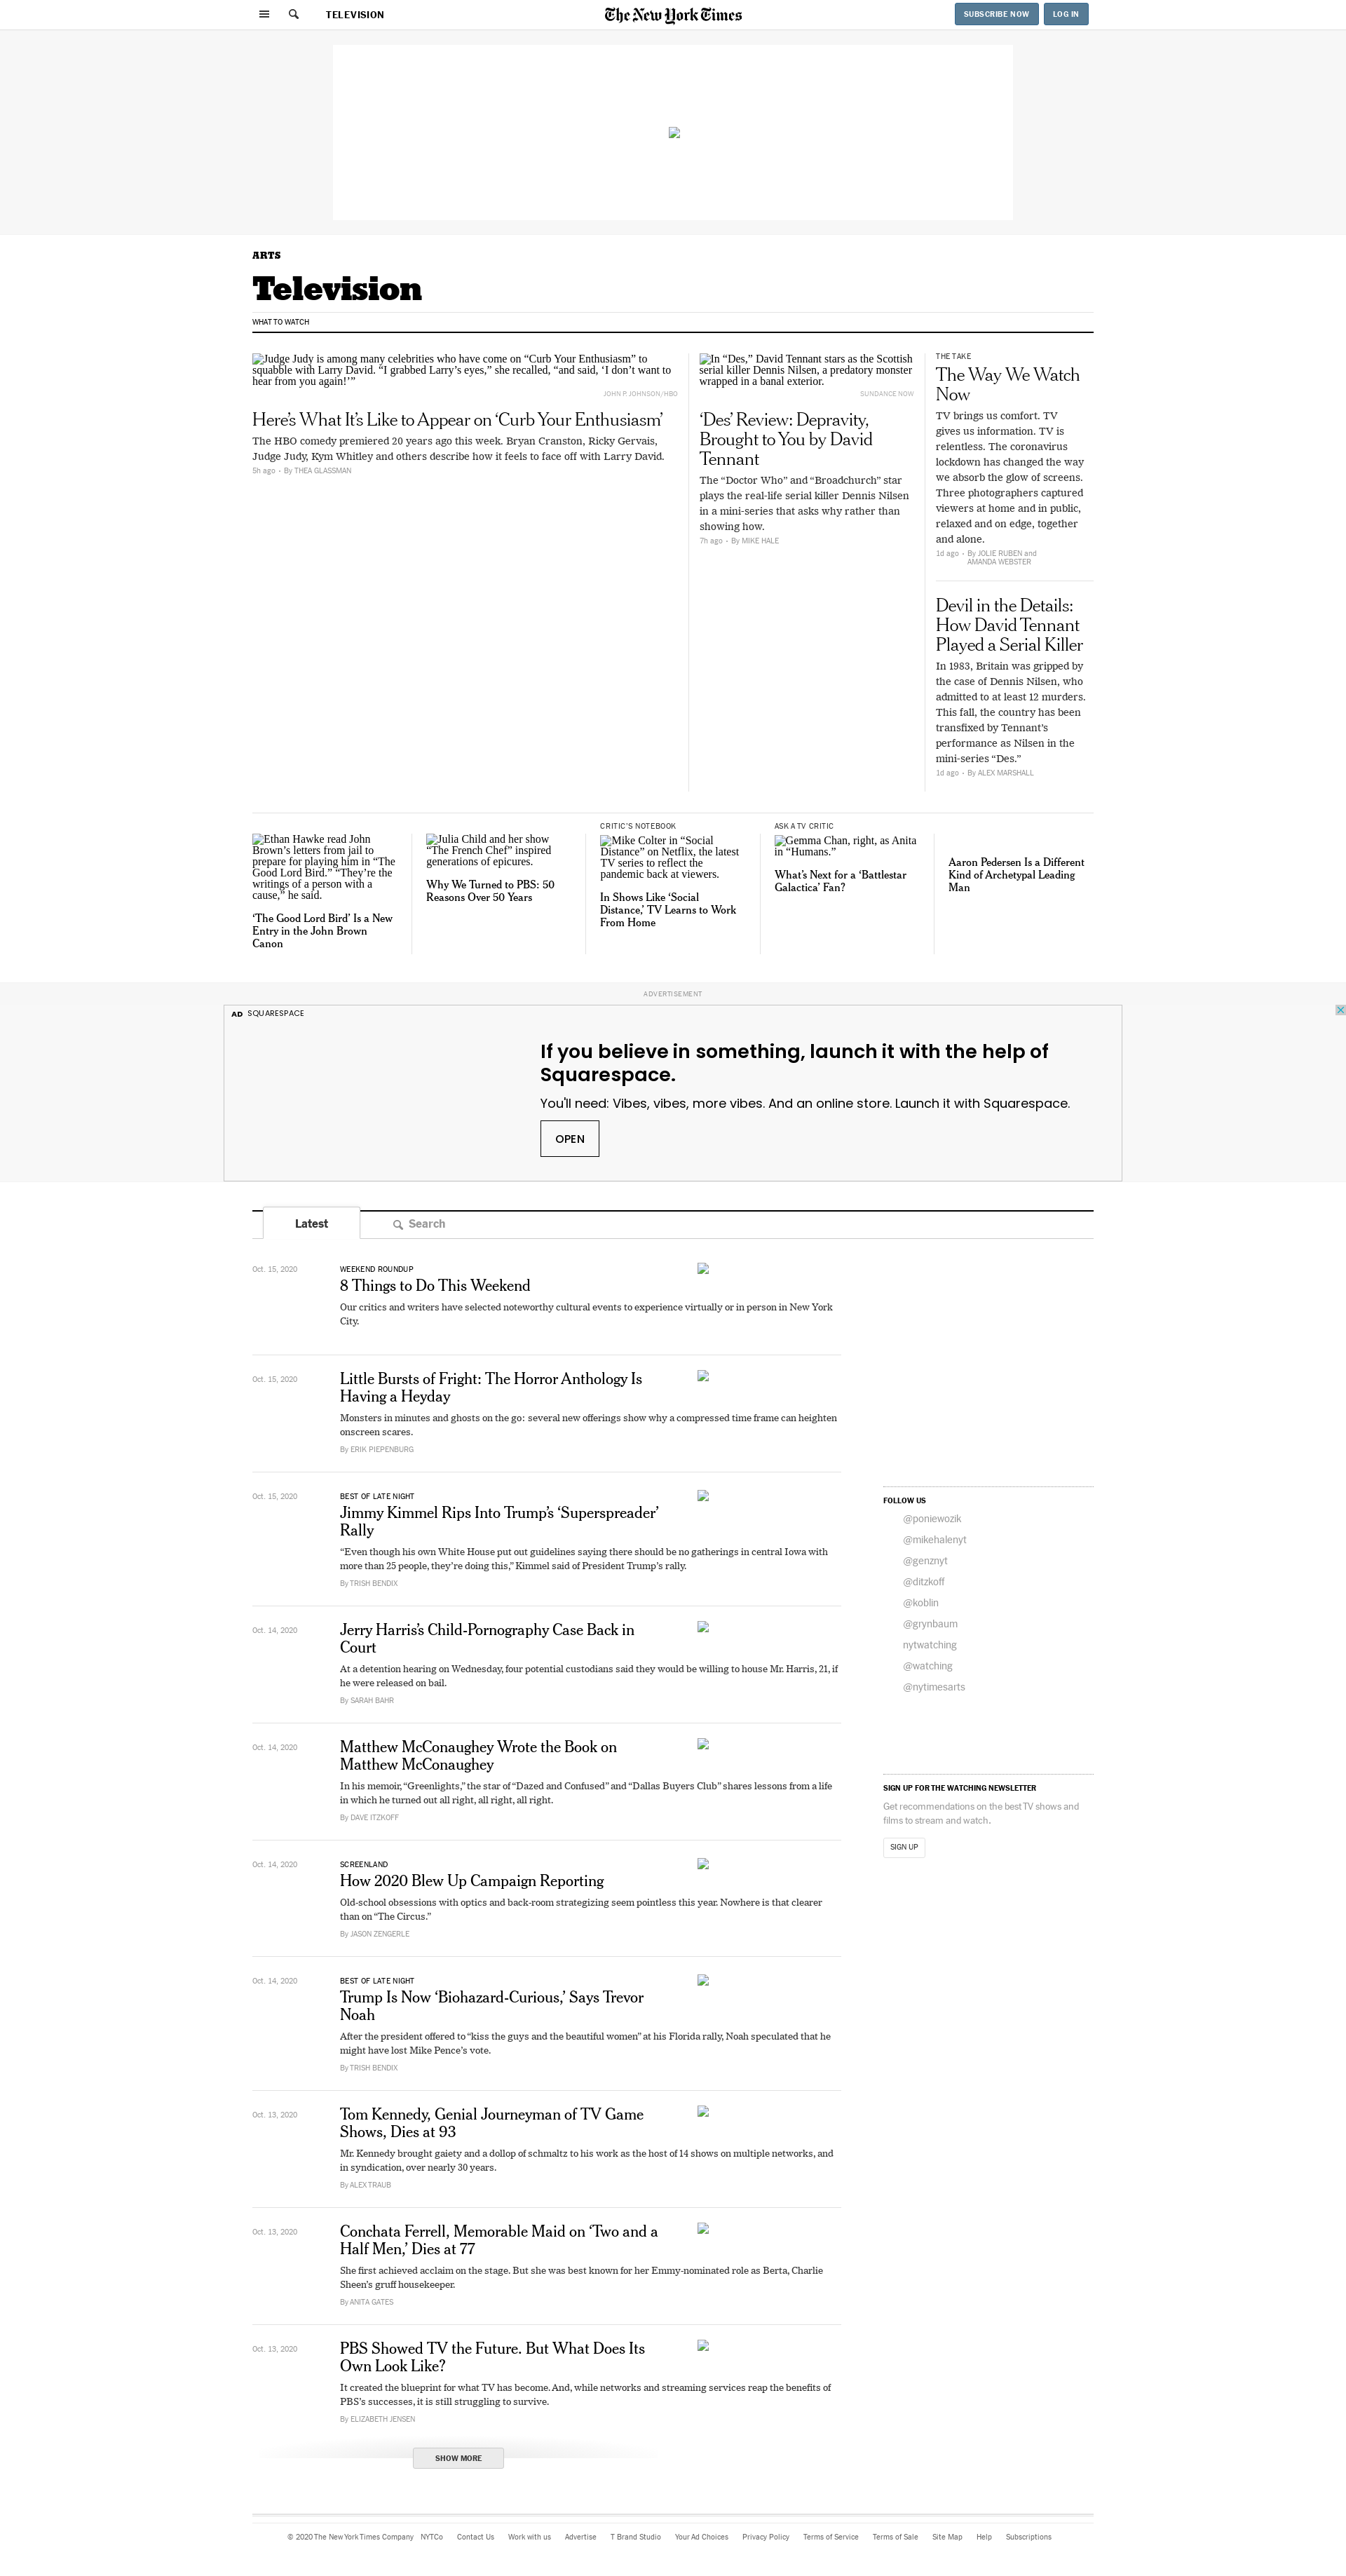 TELEVISION
The New York Times
SUBSCRIBE NOW
LOG IN
ARTS
Television
WHAT TO WATCH
Judge Judy is among many celebrities who have come on “Curb Your Enthusiasm” to
squabble with Larry David. “I grabbed Larry’s eyes,” she recalled, “and said, ‘I don’t want to
hear from you again!’”
JOHN P. JOHNSON/HBO
Here’s What It’s Like to Appear on ‘Curb Your Enthusiasm’
The HBO comedy premiered 20 years ago this week. Bryan Cranston, Ricky Gervais,
Judge Judy, Kym Whitley and others describe how it feels to face off with Larry David.
5h ago • By THEA GLASSMAN
In “Des,” David Tennant stars as the Scottish
serial killer Dennis Nilsen, a predatory monster
wrapped in a banal exterior.
SUNDANCE NOW
‘Des’ Review: Depravity,
Brought to You by David
Tennant
The “Doctor Who” and “Broadchurch” star
plays the real-life serial killer Dennis Nilsen
in a mini-series that asks why rather than
showing how.
7h ago • By MIKE HALE
THE TAKE
The Way We Watch
Now
TV brings us comfort. TV
gives us information. TV is
relentless. The coronavirus
lockdown has changed the way
we absorb the glow of screens.
Three photographers captured
viewers at home and in public,
relaxed and on edge, together
and alone.
1d ago • By JOLIE RUBEN and
AMANDA WEBSTER
Devil in the Details:
How David Tennant
Played a Serial Killer
In 1983, Britain was gripped by
the case of Dennis Nilsen, who
admitted to at least 12 murders.
This fall, the country has been
transfixed by Tennant’s
performance as Nilsen in the
mini-series “Des.”
1d ago • By ALEX MARSHALL
Ethan Hawke read John
Brown’s letters from jail to
prepare for playing him in “The
Good Lord Bird.” “They’re the
writings of a person with a
cause,” he said.
‘The Good Lord Bird’ Is a New
Entry in the John Brown
Canon
Julia Child and her show
“The French Chef” inspired
generations of epicures.
Why We Turned to PBS: 50
Reasons Over 50 Years
CRITIC’S NOTEBOOK
Mike Colter in “Social
Distance” on Netflix, the latest
TV series to reflect the
pandemic back at viewers.
In Shows Like ‘Social
Distance,’ TV Learns to Work
From Home
ASK A TV CRITIC
Gemma Chan, right, as Anita
in “Humans.”
What’s Next for a ‘Battlestar
Galactica’ Fan?
Aaron Pedersen Is a Different
Kind of Archetypal Leading
Man
ADVERTISEMENT
AD SQUARESPACE
If you believe in something, launch it with the help of
Squarespace.
You'll need: Vibes, vibes, more vibes. And an online store. Launch it with Squarespace.
OPEN
Latest
Search
Oct. 15, 2020
WEEKEND ROUNDUP
8 Things to Do This Weekend
Our critics and writers have selected noteworthy cultural events to experience virtually or in person in New York
City.
Oct. 15, 2020
Little Bursts of Fright: The Horror Anthology Is
Having a Heyday
Monsters in minutes and ghosts on the go: several new offerings show why a compressed time frame can heighten
onscreen scares.
By ERIK PIEPENBURG
Oct. 15, 2020
BEST OF LATE NIGHT
Jimmy Kimmel Rips Into Trump’s ‘Superspreader’
Rally
“Even though his own White House put out guidelines saying there should be no gatherings in central Iowa with
more than 25 people, they’re doing this,” Kimmel said of President Trump’s rally.
By TRISH BENDIX
Oct. 14, 2020
Jerry Harris’s Child-Pornography Case Back in
Court
At a detention hearing on Wednesday, four potential custodians said they would be willing to house Mr. Harris, 21, if
he were released on bail.
By SARAH BAHR
Oct. 14, 2020
Matthew McConaughey Wrote the Book on
Matthew McConaughey
In his memoir, “Greenlights,” the star of “Dazed and Confused” and “Dallas Buyers Club” shares lessons from a life
in which he turned out all right, all right, all right.
By DAVE ITZKOFF
Oct. 14, 2020
SCREENLAND
How 2020 Blew Up Campaign Reporting
Old-school obsessions with optics and back-room strategizing seem pointless this year. Nowhere is that clearer
than on “The Circus.”
By JASON ZENGERLE
Oct. 14, 2020
BEST OF LATE NIGHT
Trump Is Now ‘Biohazard-Curious,’ Says Trevor
Noah
After the president offered to “kiss the guys and the beautiful women” at his Florida rally, Noah speculated that he
might have lost Mike Pence’s vote.
By TRISH BENDIX
Oct. 13, 2020
Tom Kennedy, Genial Journeyman of TV Game
Shows, Dies at 93
Mr. Kennedy brought gaiety and a dollop of schmaltz to his work as the host of 14 shows on multiple networks, and
in syndication, over nearly 30 years.
By ALEX TRAUB
Oct. 13, 2020
Conchata Ferrell, Memorable Maid on ‘Two and a
Half Men,’ Dies at 77
She first achieved acclaim on the stage. But she was best known for her Emmy-nominated role as Berta, Charlie
Sheen’s gruff housekeeper.
By ANITA GATES
Oct. 13, 2020
PBS Showed TV the Future. But What Does Its
Own Look Like?
It created the blueprint for what TV has become. And, while networks and streaming services reap the benefits of
PBS’s successes, it is still struggling to survive.
By ELIZABETH JENSEN
SHOW MORE
FOLLOW US
@poniewozik
@mikehalenyt
@genznyt
@ditzkoff
@koblin
@grynbaum
nytwatching
@watching
@nytimesarts
SIGN UP FOR THE WATCHING NEWSLETTER
Get recommendations on the best TV shows and
films to stream and watch.
SIGN UP
© 2020 The New York Times Company NYTCo Contact Us Work with us Advertise T Brand Studio Your Ad Choices Privacy Policy Terms of Service Terms of Sale Site Map Help Subscriptions